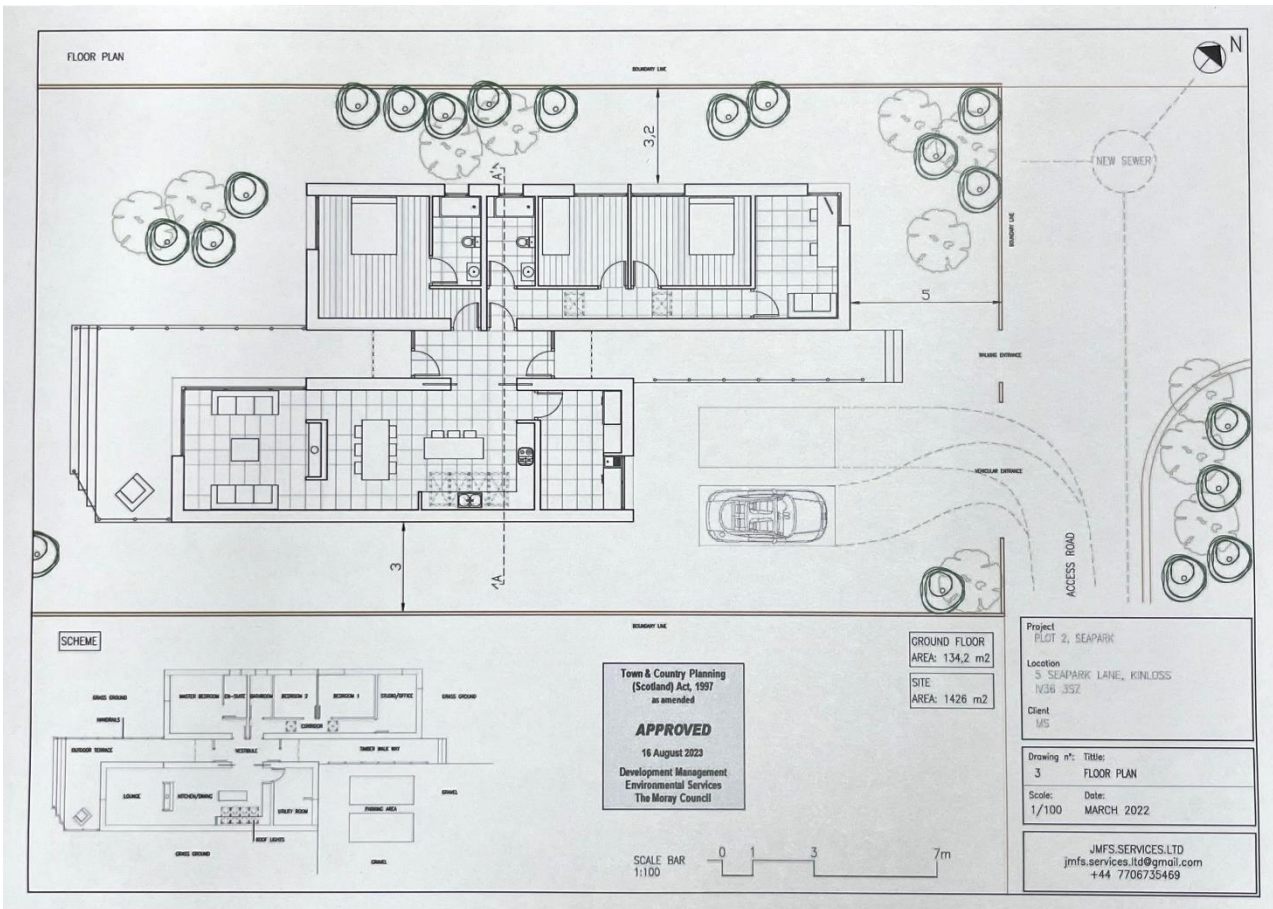 FLOOR PLAN
BOUNDARY LINE
N
3,2
NEW SEWER
BOUNDARY LINE
A'
5
WALKING ENTRANCE
VEHICULAR ENTRANCE
3
A'
ACCESS ROAD
BOUNDARY LINE
SCHEME
GRASS GROUND
MASTER BEDROOM
EN-SUITE
BATHROOM
BEDROOM 2
BEDROOM 1
STUDIO/OFFICE
GRASS GROUND
HANDRAILS
CORRIDOR
OUTDOOR TERRACE
VESTIBULE
TIMBER WALK WAY
LOUNGE
KITCHEN/DINING
UTILITY ROOM
PARKING AREA
GRAVEL
ROOF LIGHTS
GRASS GROUND
GRAVEL
Town & Country Planning
(Scotland) Act, 1997
as amended
APPROVED
16 August 2023
Development Management
Environmental Services
The Moray Council
SCALE BAR
1:100
0 1 3 7m
GROUND FLOOR
AREA: 134,2 m2
SITE
AREA: 1426 m2
Project
PLOT 2, SEAPARK
Location
5 SEAPARK LANE, KINLOSS
IV36 3SZ
Client
MS
Drawing nº: Tittle:
3 FLOOR PLAN
Scale: Date:
1/100 MARCH 2022
JMFS.SERVICES.LTD
jmfs.services.ltd@gmail.com
+44 7706735469